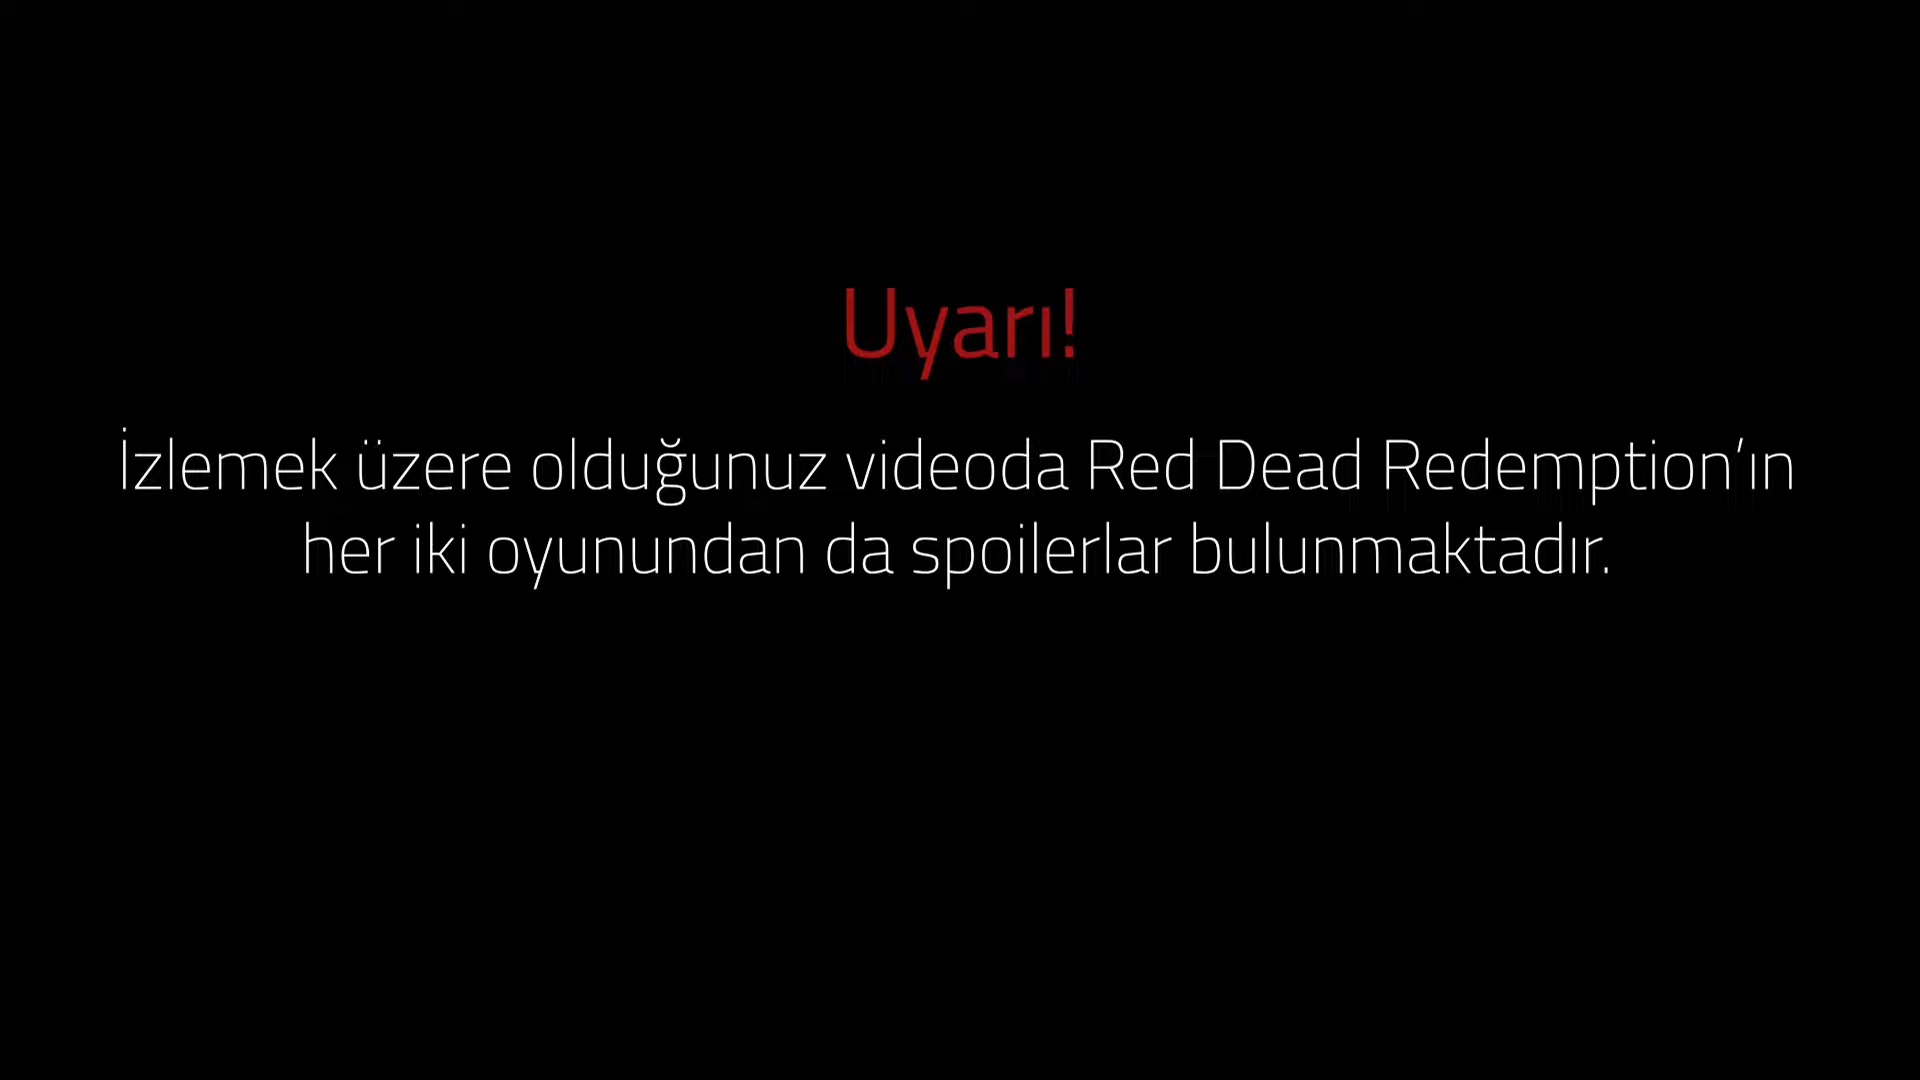 Uyarı!
İzlemek üzere olduğunuz videoda Red Dead Redemption’ın
her iki oyunundan da spoilerlar bulunmaktadır.